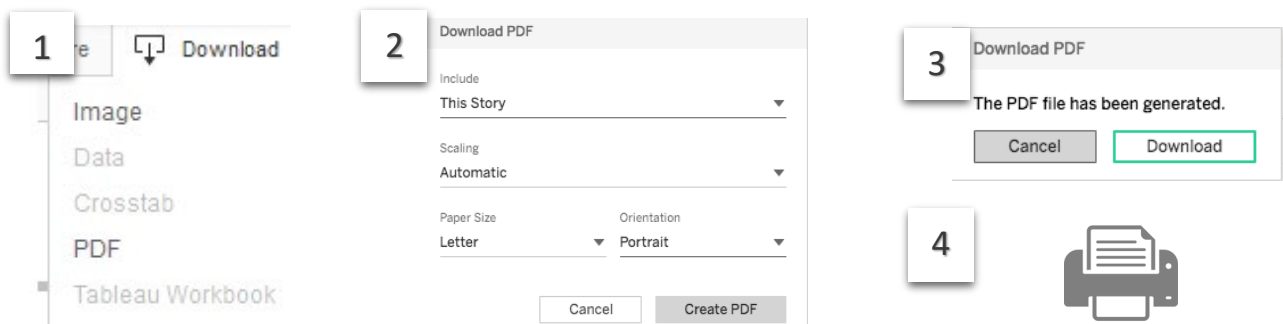 1
re
Download
Image
Data
Crosstab
PDF
Tableau Workbook
2
Download PDF
Include
This Story
Scaling
Automatic
Paper Size Orientation
Letter Portrait
Cancel Create PDF
3
Download PDF
The PDF file has been generated.
Cancel Download
4